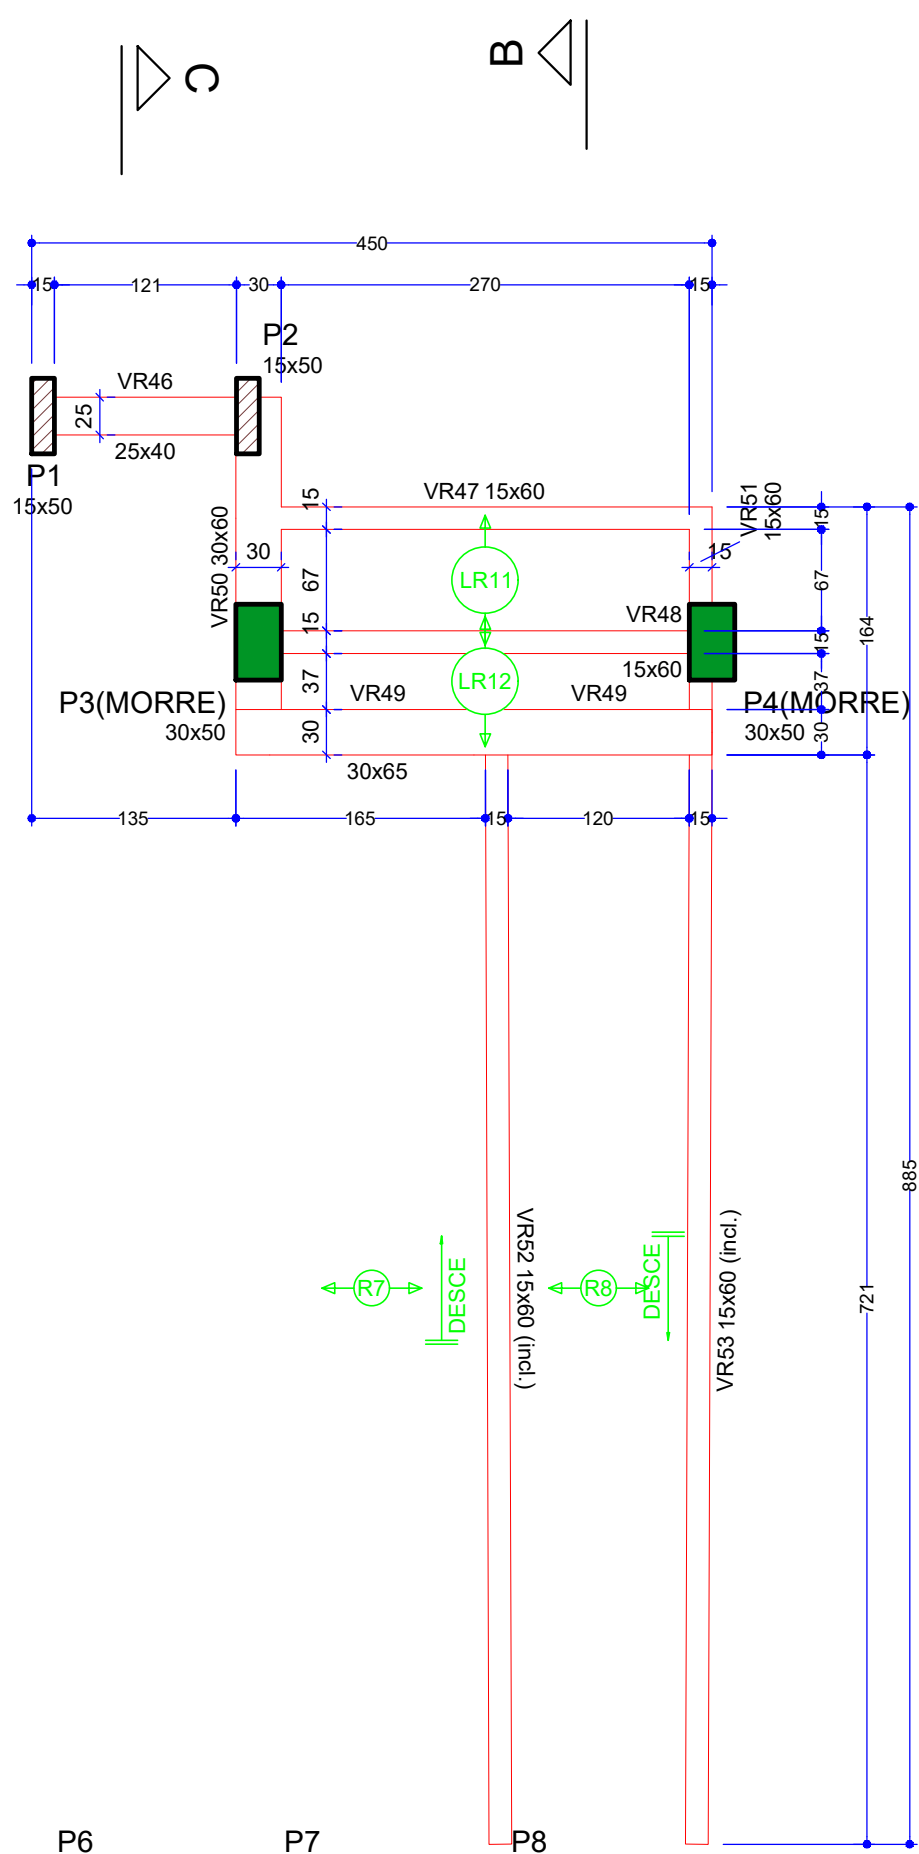 C
B
450
15
121
30
270
15
P2
15x50
VR46
25
25x40
P1
15x50
VR47 15x60
VR51
15x60
15
15
VR50 30x60
30
67
15
LR11
15
67
164
VR48
15x60
15
37
LR12
37
VR49
VR49
P3(MORRE)
30x50
P4(MORRE)
30x50
30
30
30x65
135
165
15
120
15
885
721
VR52 15x60 (incl.)
VR53 15x60 (incl.)
R7
DESCE
R8
DESCE
P6
P7
P8